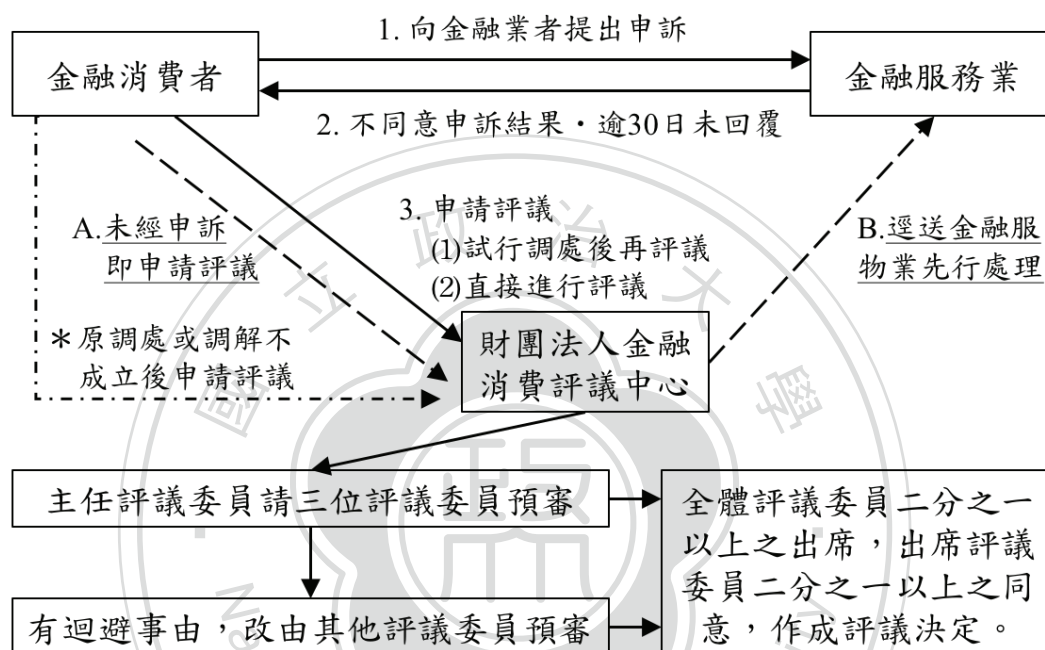 1. 向金融業者提出申訴
金融消費者
金融服務業
2. 不同意申訴結果・逾30日未回覆
A.未經申訴
即申請評議
3. 申請評議
(1)試行調處後再評議
(2)直接進行評議
B.逕送金融服
物業先行處理
＊原調處或調解不
成立後申請評議
財團法人金融
消費評議中心
主任評議委員請三位評議委員預審
全體評議委員二分之一
以上之出席，出席評議
委員二分之一以上之同
意，作成評議決定。
有迴避事由，改由其他評議委員預審
國立政治大學